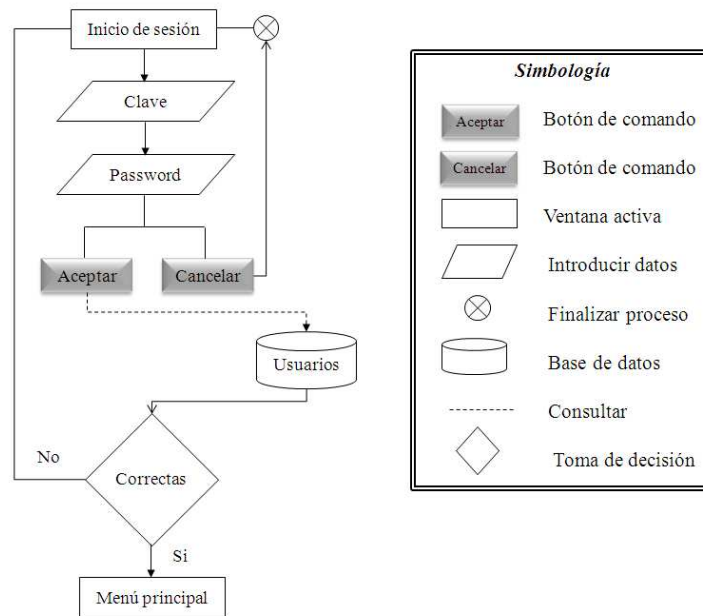 Inicio de sesión
Clave
Password
Aceptar
Cancelar
Usuarios
No
Correctas
Si
Menú principal
Simbología
Aceptar
Botón de comando
Cancelar
Botón de comando
Ventana activa
Introducir datos
Finalizar proceso
Base de datos
Consultar
Toma de decisión